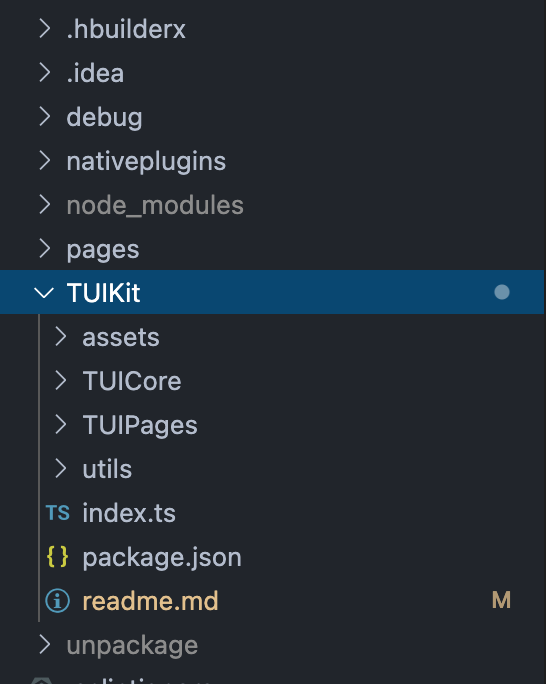 .hbuilderx
.idea
debug
nativeplugins
node_modules
pages
TUIKit
assets
TUICore
TUIPages
utils
TS index.ts
{} package.json
readme.md M
unpackage